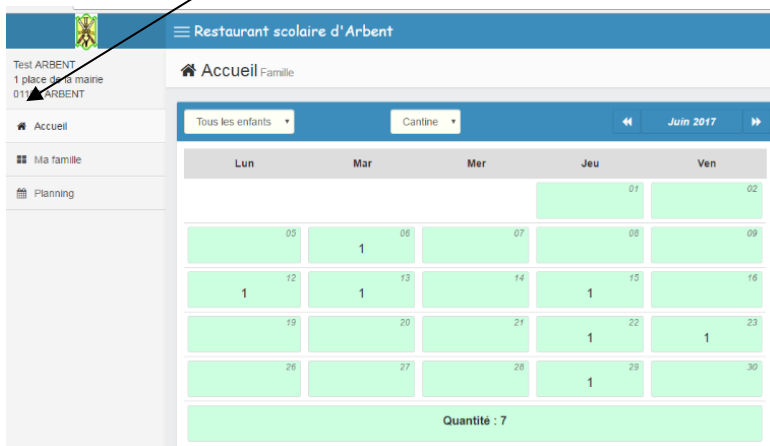 Restaurant scolaire d'Arbent
Test ARBENT
1 place de la mairie
ARBENT
Accueil Famille
Accueil
Ma famille
Planning
Tous les enfants Cantine Juin 2017
Lun Mar Mer Jeu Ven
01 02
05 06 07 08 09
1
12 13 14 15 16
1 1 1
19 20 21 22 23
1 1
26 27 28 29 30
1
Quantité : 7